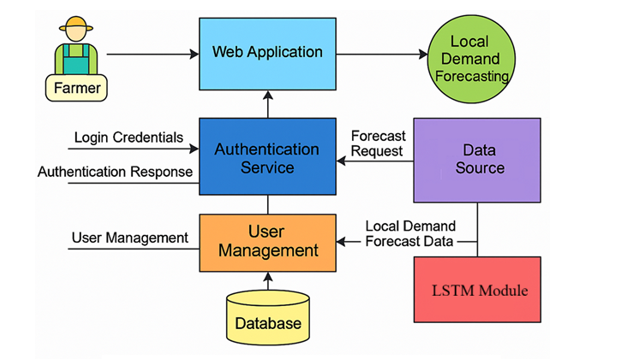 Farmer
Web Application
Local
Demand
Forecasting
Login Credentials
Authentication Response
Authentication
Service
Forecast
Request
Data
Source
User Management
User
Management
Local Demand
Forecast Data
LSTM Module
Database